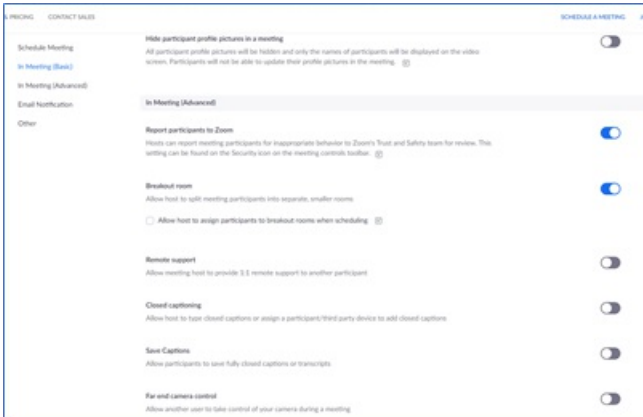 & PRICING CONTACT SALES SCHEDULE A MEETING
Schedule Meeting
In Meeting (Basic)
In Meeting (Advanced)
Email Notification
Other
Hide participant profile pictures in a meeting
All participant profile pictures will be hidden and only the names of participants will be displayed on the video
screen. Participants will not be able to update their profile pictures in the meeting.
In Meeting (Advanced)
Report participants to Zoom
Hosts can report meeting participants for inappropriate behavior to Zoom's Trust and Safety team for review. This
setting can be found on the Security icon on the meeting controls toolbar.
Breakout room
Allow host to split meeting participants into separate, smaller rooms
Allow host to assign participants to breakout rooms when scheduling
Remote support
Allow meeting host to provide 1:1 remote support to another participant
Closed captioning
Allow host to type closed captions or assign a participant/third party device to add closed captions
Save Captions
Allow participants to save fully closed captions or transcripts
Far end camera control
Allow another user to take control of your camera during a meeting